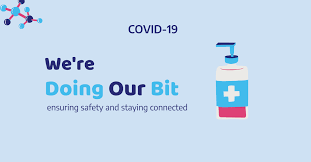 COVID-19
We're
Doing Our Bit
ensuring safety and staying connected